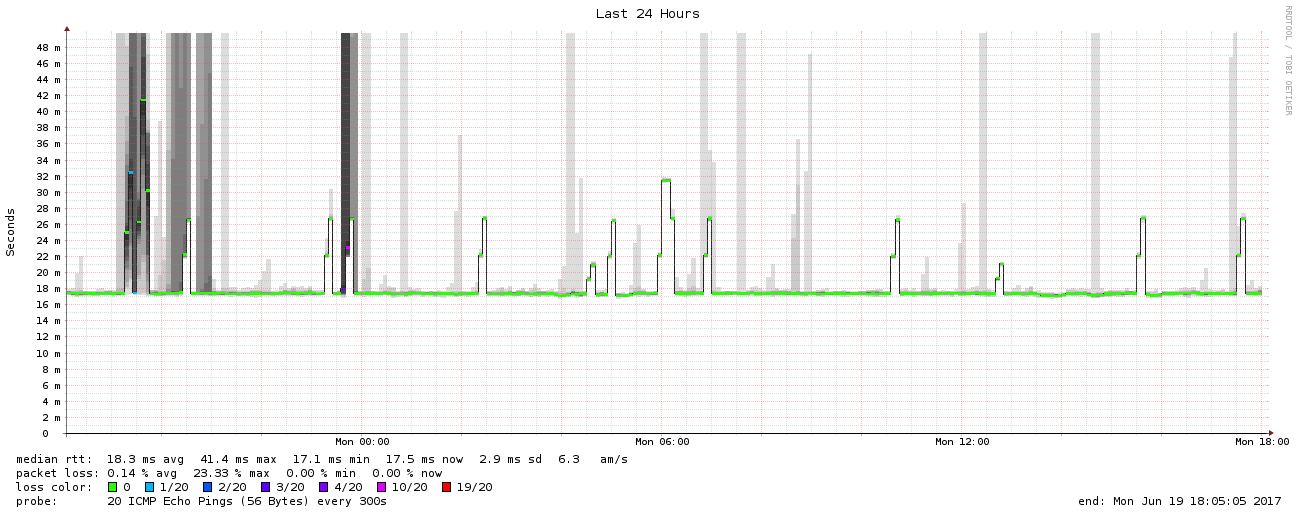 Last 24 Hours
RRDTOOL / TOBI OETIKER
Seconds
48 m
46 m
44 m
42 m
40 m
38 m
36 m
34 m
32 m
30 m
28 m
26 m
24 m
22 m
20 m
18 m
16 m
14 m
12 m
10 m
8 m
6 m
4 m
2 m
0
Mon 00:00 Mon 06:00 Mon 12:00 Mon 18:00
median rtt: 18.3 ms avg 41.4 ms max 17.1 ms min 17.5 ms now 2.9 ms sd 6.3 am/s
packet loss: 0.14 % avg 23.33 % max 0.00 % min 0.00 % now
loss color: 0 1/20 2/20 3/20 4/20 10/20 19/20
probe: 20 ICMP Echo Pings (56 Bytes) every 300s end: Mon Jun 19 18:05:05 2017